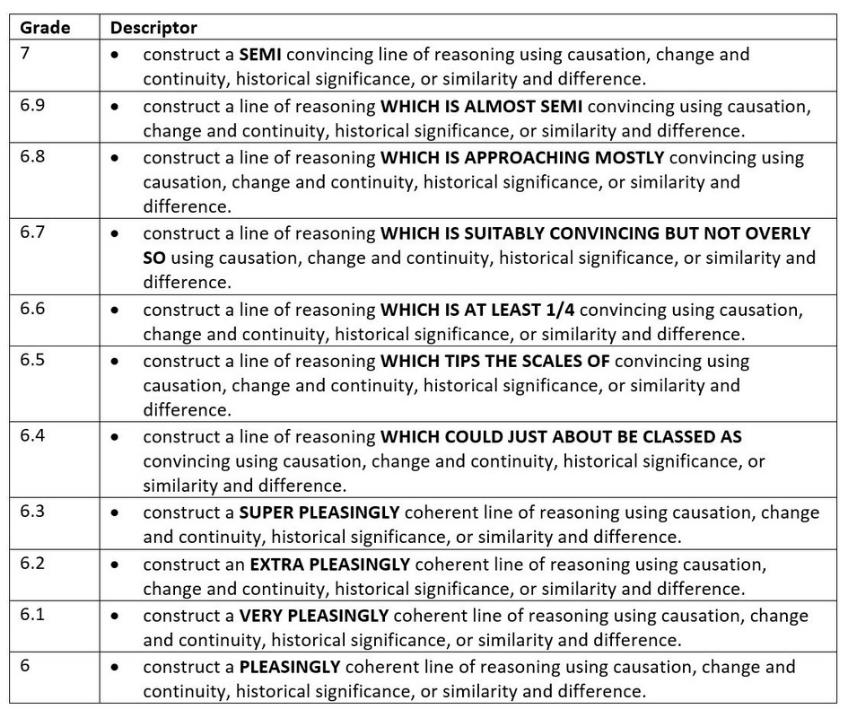 Grade Descriptor
7 • construct a SEMI convincing line of reasoning using causation, change and
continuity, historical significance, or similarity and difference.
6.9 • construct a line of reasoning WHICH IS ALMOST SEMI convincing using causation,
change and continuity, historical significance, or similarity and difference.
6.8 • construct a line of reasoning WHICH IS APPROACHING MOSTLY convincing using
causation, change and continuity, historical significance, or similarity and
difference.
6.7 • construct a line of reasoning WHICH IS SUITABLY CONVINCING BUT NOT OVERLY
SO using causation, change and continuity, historical significance, or similarity and
difference.
6.6 • construct a line of reasoning WHICH IS AT LEAST 1/4 convincing using causation,
change and continuity, historical significance, or similarity and difference.
6.5 • construct a line of reasoning WHICH TIPS THE SCALES OF convincing using
causation, change and continuity, historical significance, or similarity and
difference.
6.4 • construct a line of reasoning WHICH COULD JUST ABOUT BE CLASSED AS
convincing using causation, change and continuity, historical significance, or
similarity and difference.
6.3 • construct a SUPER PLEASINGLY coherent line of reasoning using causation, change
and continuity, historical significance, or similarity and difference.
6.2 • construct an EXTRA PLEASINGLY coherent line of reasoning using causation,
change and continuity, historical significance, or similarity and difference.
6.1 • construct a VERY PLEASINGLY coherent line of reasoning using causation, change
and continuity, historical significance, or similarity and difference.
6 • construct a PLEASINGLY coherent line of reasoning using causation, change and
continuity, historical significance, or similarity and difference.